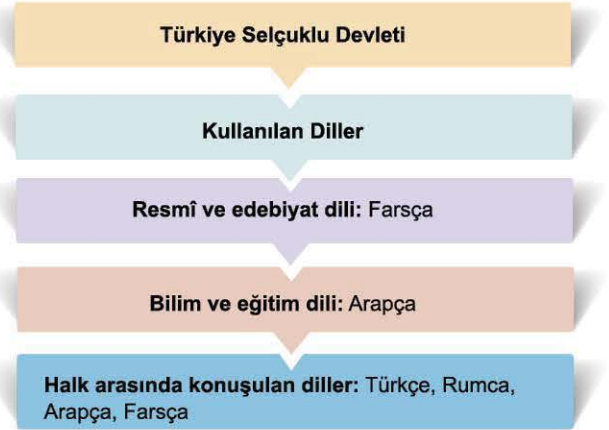 Türkiye Selçuklu Devleti
Kullanılan Diller
Resmî ve edebiyat dili: Farsça
Bilim ve eğitim dili: Arapça
Halk arasında konuşulan diller: Türkçe, Rumca,
Arapça, Farsça